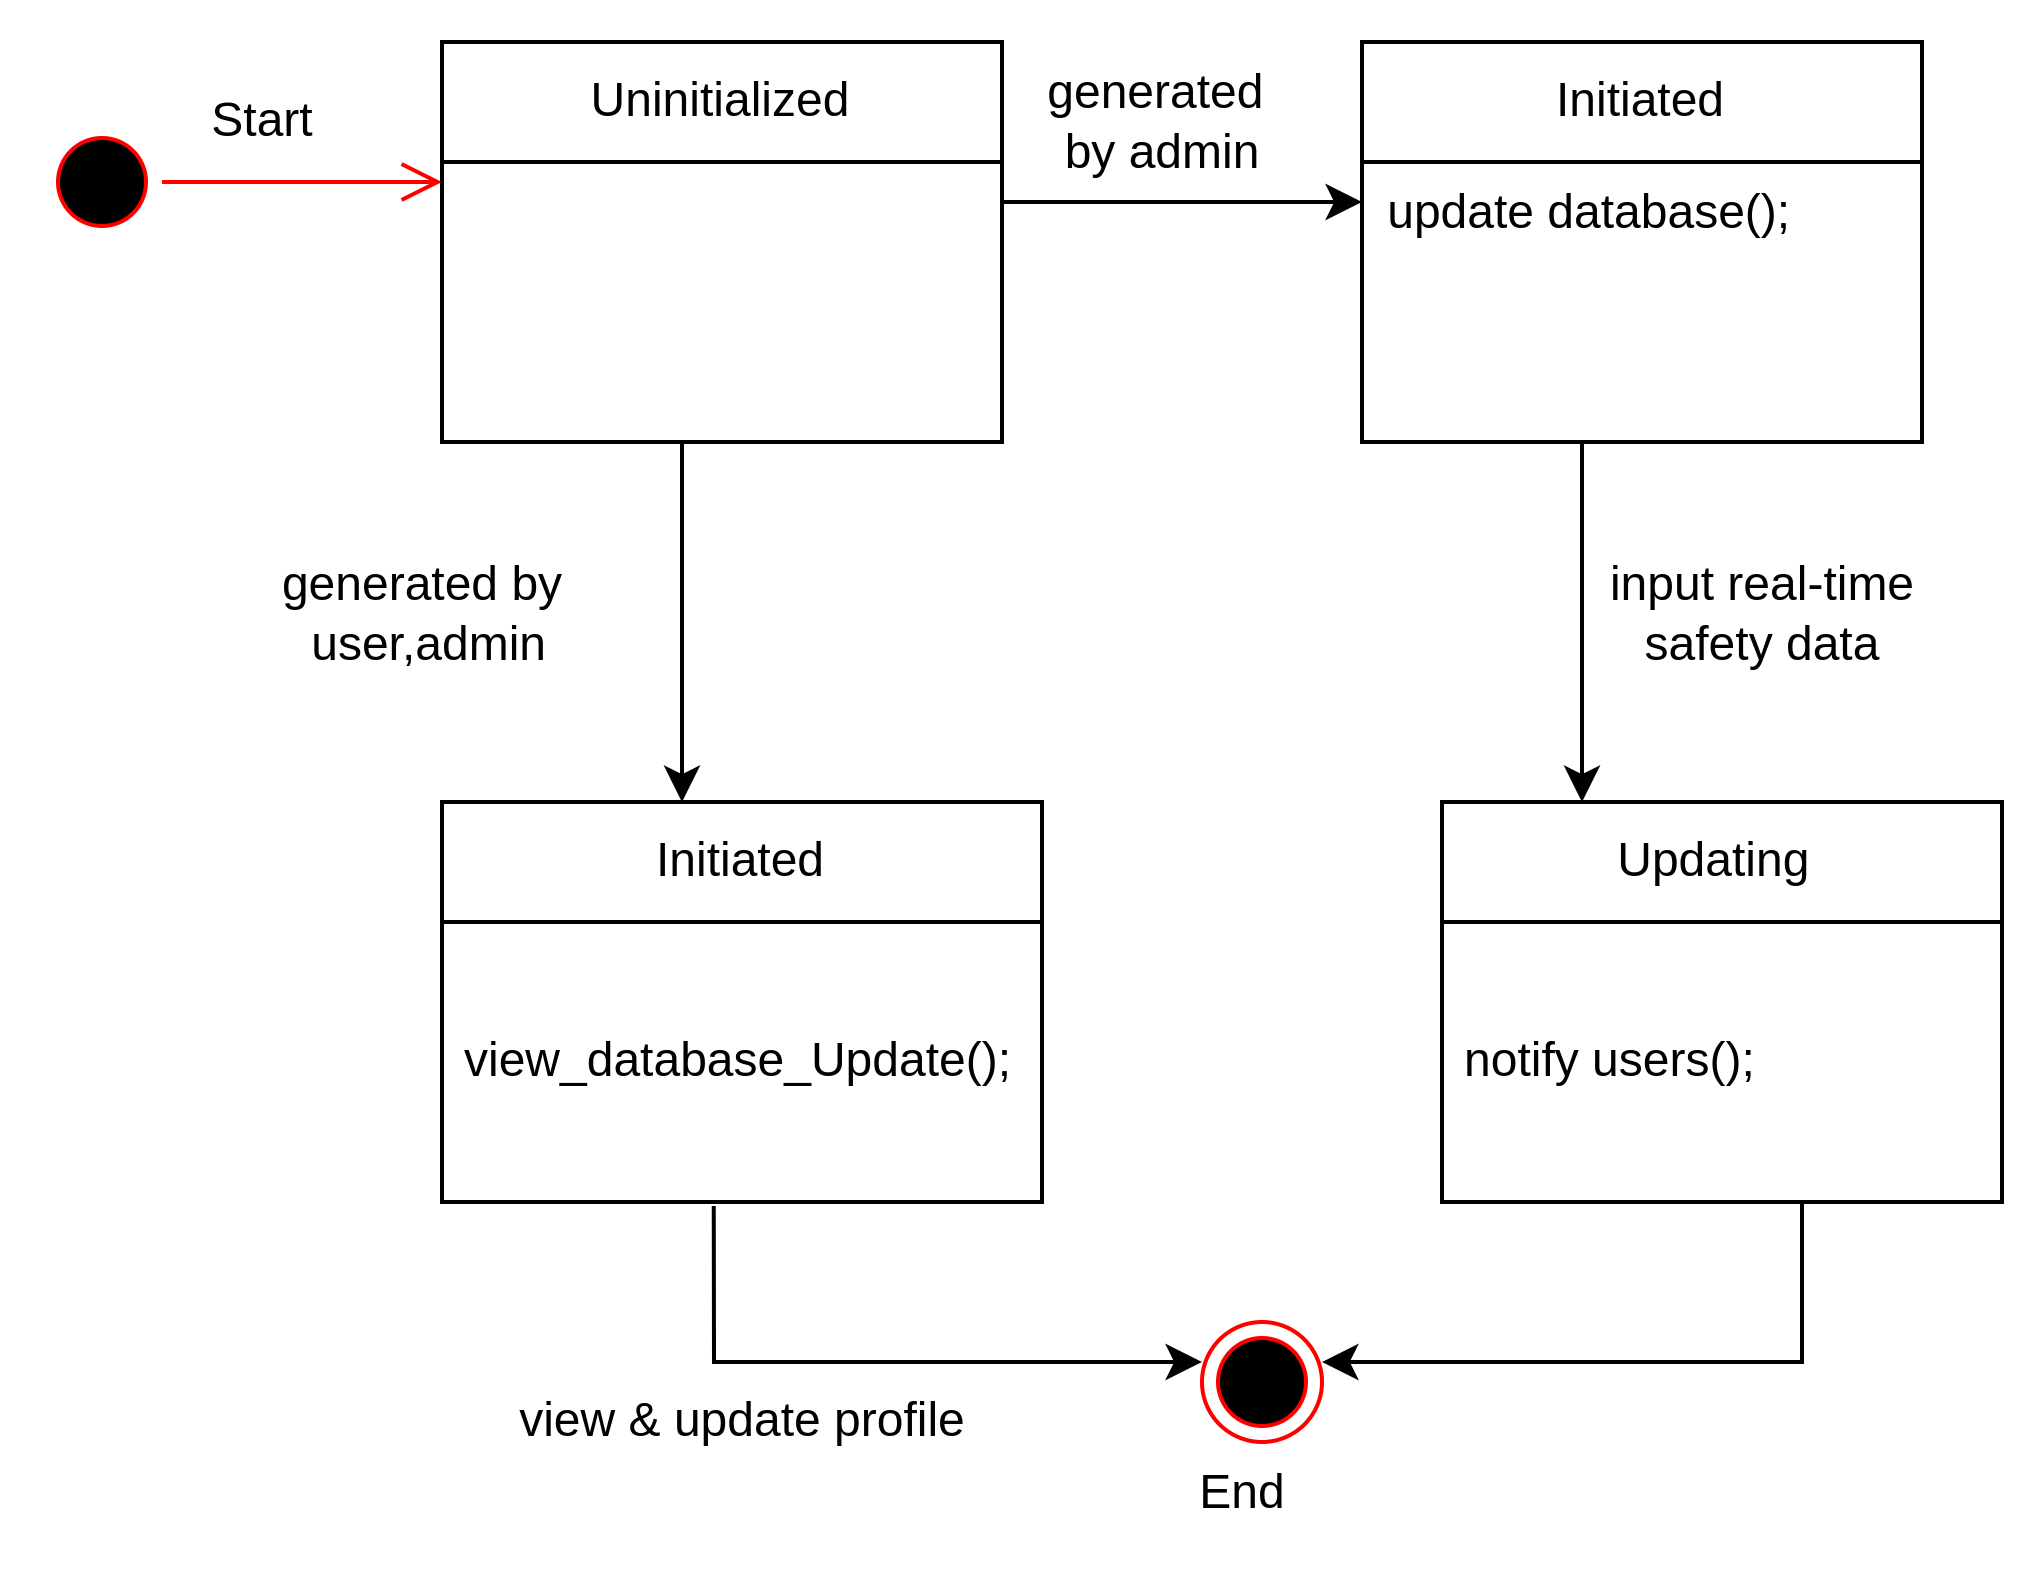 Start
Uninitialized
generated
by admin
Initiated
update database();
generated by
user,admin
input real-time
safety data
Initiated
view_database_Update();
Updating
notify users();
view & update profile
End